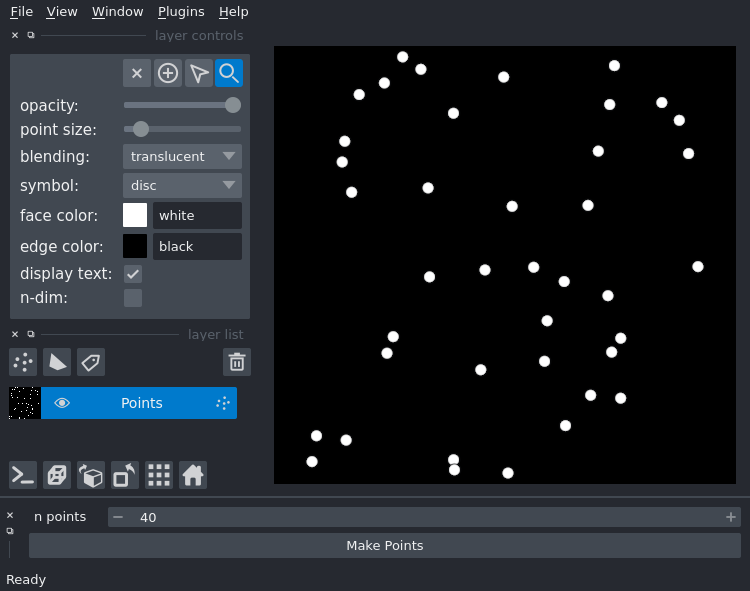 File View Window Plugins Help
layer controls
opacity:
point size:
blending: translucent
symbol: disc
face color: white
edge color: black
display text:
n-dim:
layer list
Points
n points 40
Make Points
Ready